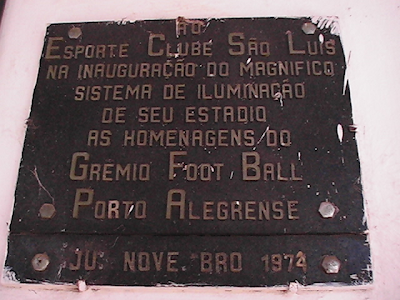 AO
ESPORTE CLUBE SÃO LUIS
NA INAUGURAÇÃO DO MAGNIFICO
SISTEMA DE ILUMINAÇÃO
DE SEU ESTADIO
AS HOMENAGENS DO
GREMIO FOOT BALL
PORTO ALEGRENSE
NOVE BRO